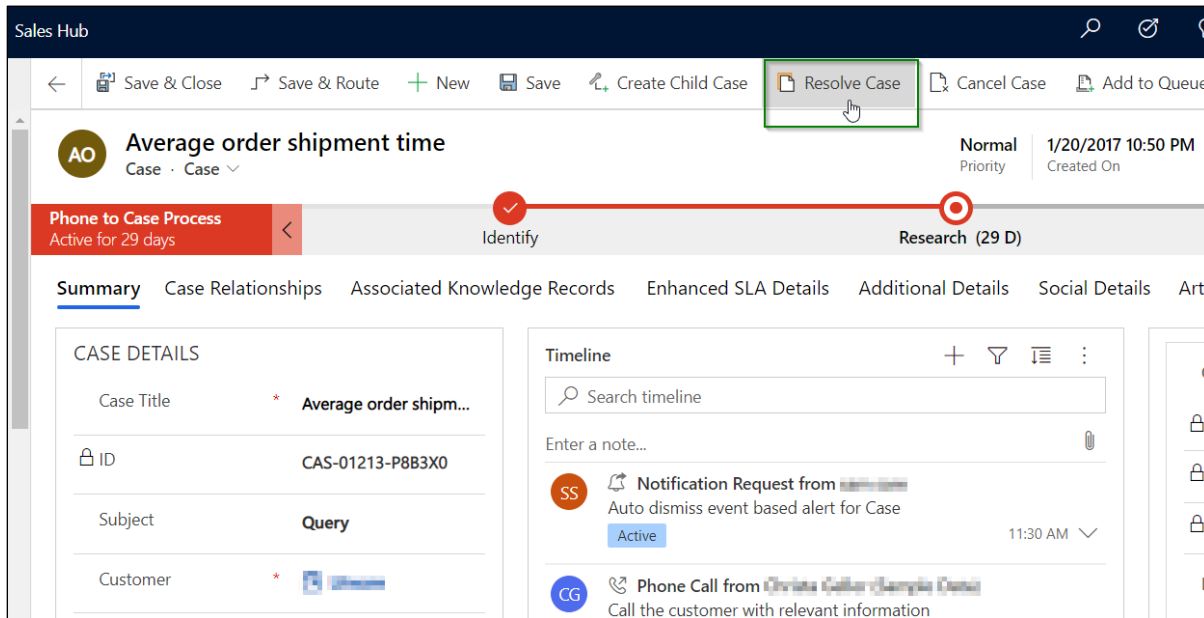 Sales Hub
Save & Close Save & Route New Save Create Child Case Resolve Case Cancel Case Add to Queue
AO
Average order shipment time
Case · Case
Normal
Priority
1/20/2017 10:50 PM
Created On
Phone to Case Process
Active for 29 days
Identify
Research (29 D)
Summary Case Relationships Associated Knowledge Records Enhanced SLA Details Additional Details Social Details Art
CASE DETAILS
Case Title * Average order shipm...
ID CAS-01213-P8B3X0
Subject Query
Customer *
Timeline
Search timeline
Enter a note...
SS
Notification Request from
Auto dismiss event based alert for Case
Active
11:30 AM
CG
Phone Call from
Call the customer with relevant information